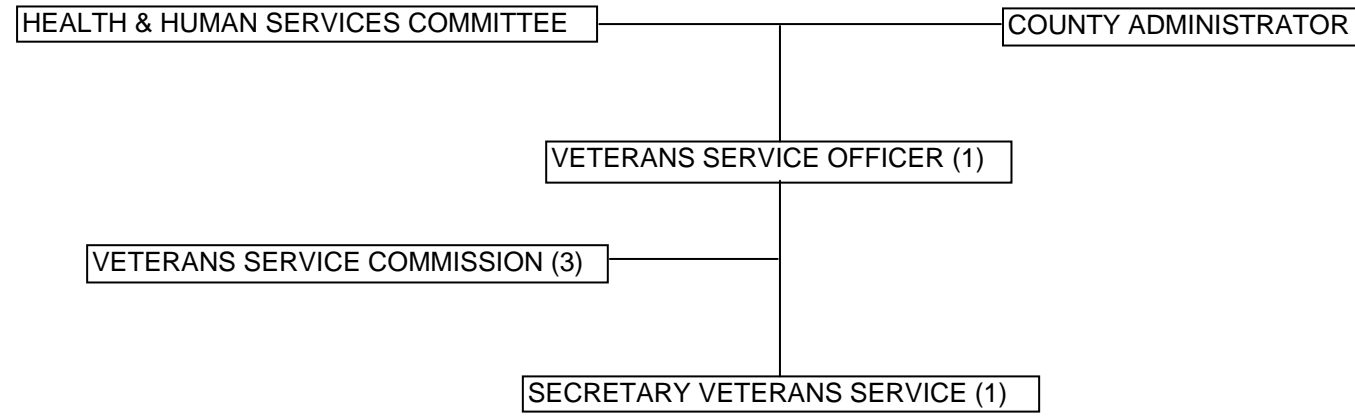 HEALTH & HUMAN SERVICES COMMITTEE
COUNTY ADMINISTRATOR
VETERANS SERVICE OFFICER (1)
VETERANS SERVICE COMMISSION (3)
SECRETARY VETERANS SERVICE (1)